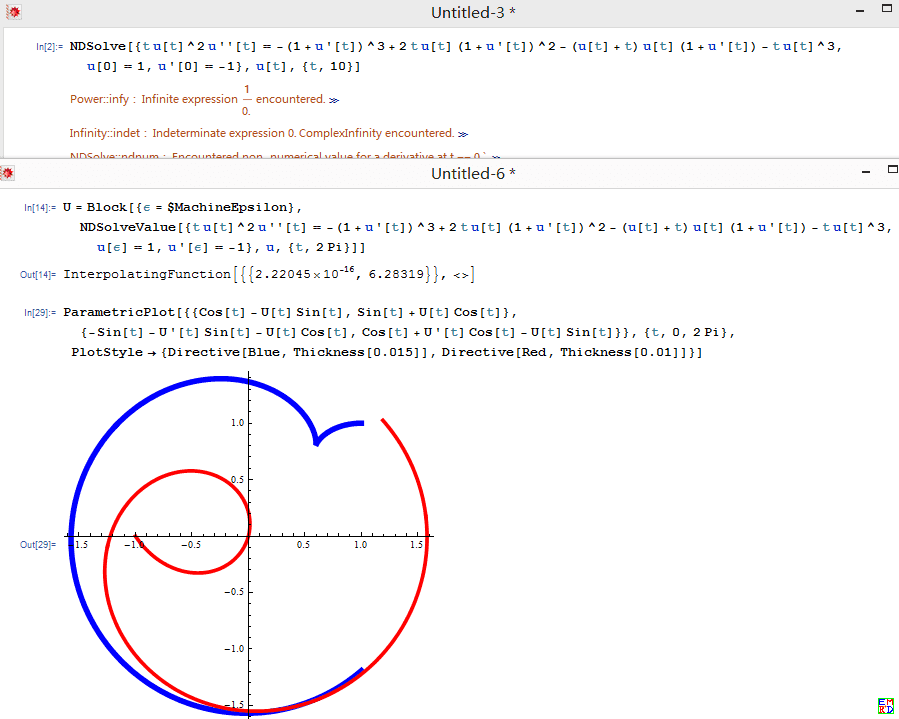 Untitled-3 *
In[2]:= NDSolve[{t u[t]^2 u''[t] == -(1+u'[t])^3+2 t u[t] (1+u'[t])^2-(u[t]+t) u[t] (1+u'[t])-t u[t]^3,
u[0] == 1, u'[0] == -1}, u[t], {t, 10}]
Power::infy : Infinite expression 1/0. encountered. ≫
Infinity::indet : Indeterminate expression 0. ComplexInfinity encountered. ≫
NDSolve::ndnum : Encountered non-numerical value for a derivative at t == 0.`. ≫
Untitled-6 *
In[14]:= U = Block[{ϵ = $MachineEpsilon},
NDSolveValue[{t u[t]^2 u''[t] == -(1+u'[t])^3+2 t u[t] (1+u'[t])^2-(u[t]+t) u[t] (1+u'[t])-t u[t]^3,
u[ϵ] == 1, u'[ϵ] == -1}, u, {t, 2 Pi}]]
Out[14]= InterpolatingFunction[{{2.22045×10^-16, 6.28319}}, <>]
In[29]:= ParametricPlot[{{Cos[t]-U[t] Sin[t], Sin[t]+U[t] Cos[t]},
{-Sin[t]-U'[t] Sin[t]-U[t] Cos[t], Cos[t]+U'[t] Cos[t]-U[t] Sin[t]}}, {t, 0, 2 Pi},
PlotStyle → {Directive[Blue, Thickness[0.015]], Directive[Red, Thickness[0.01]]}]
1.0
0.5
Out[29]=
-1.5 -1.0 -0.5 0.5 1.0 1.5
-0.5
-1.0
-1.5
EM
RD